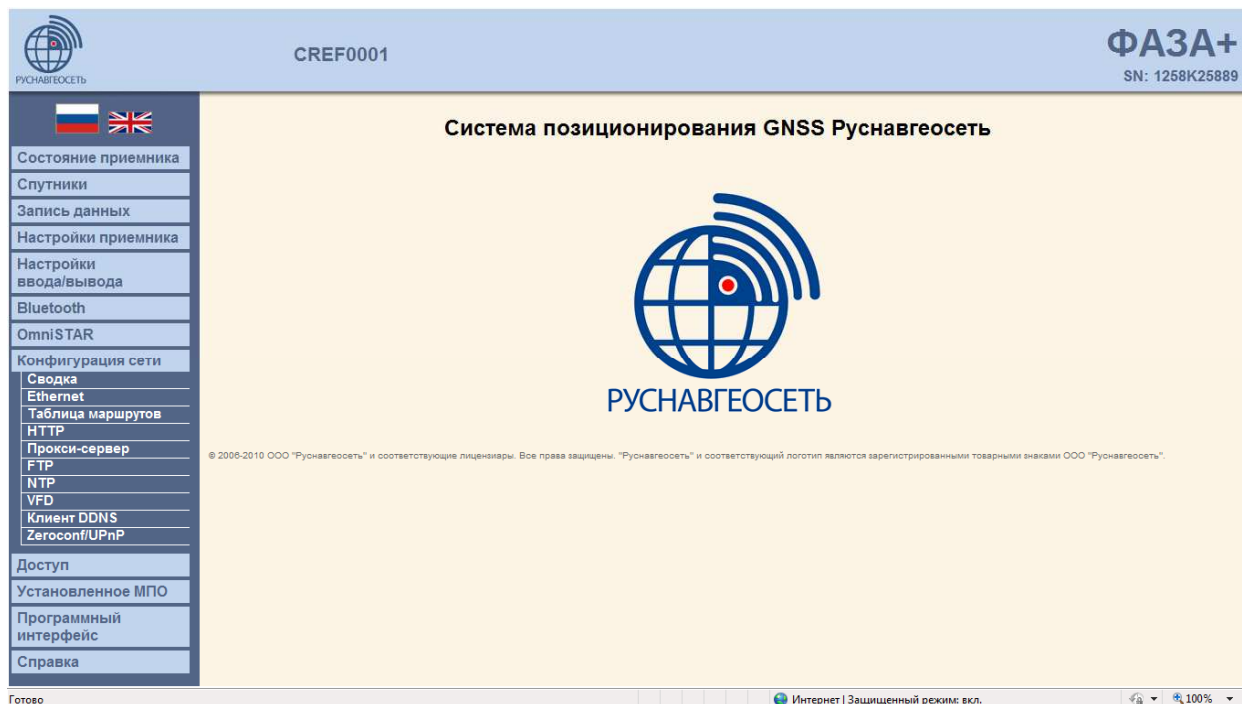 РУСНАВГЕОСЕТЬ
CREF0001
ФАЗА+
SN: 1258K25889
Состояние приемника
Спутники
Запись данных
Настройки приемника
Настройки
ввода/вывода
Bluetooth
OmniSTAR
Конфигурация сети
Сводка
Ethernet
Таблица маршрутов
HTTP
Прокси-сервер
FTP
NTP
VFD
Клиент DDNS
Zeroconf/UPnP
Доступ
Установленное МПО
Программный
интерфейс
Справка
Система позиционирования GNSS Руснавгеосеть
РУСНАВГЕОСЕТЬ
© 2006-2010 ООО "Руснавгеосеть" и соответствующие лицензиары. Все права защищены. "Руснавгеосеть" и соответствующий логотип являются зарегистрированными товарными знаками ООО "Руснавгеосеть".
Готово
Интернет | Защищенный режим: вкл.
100%